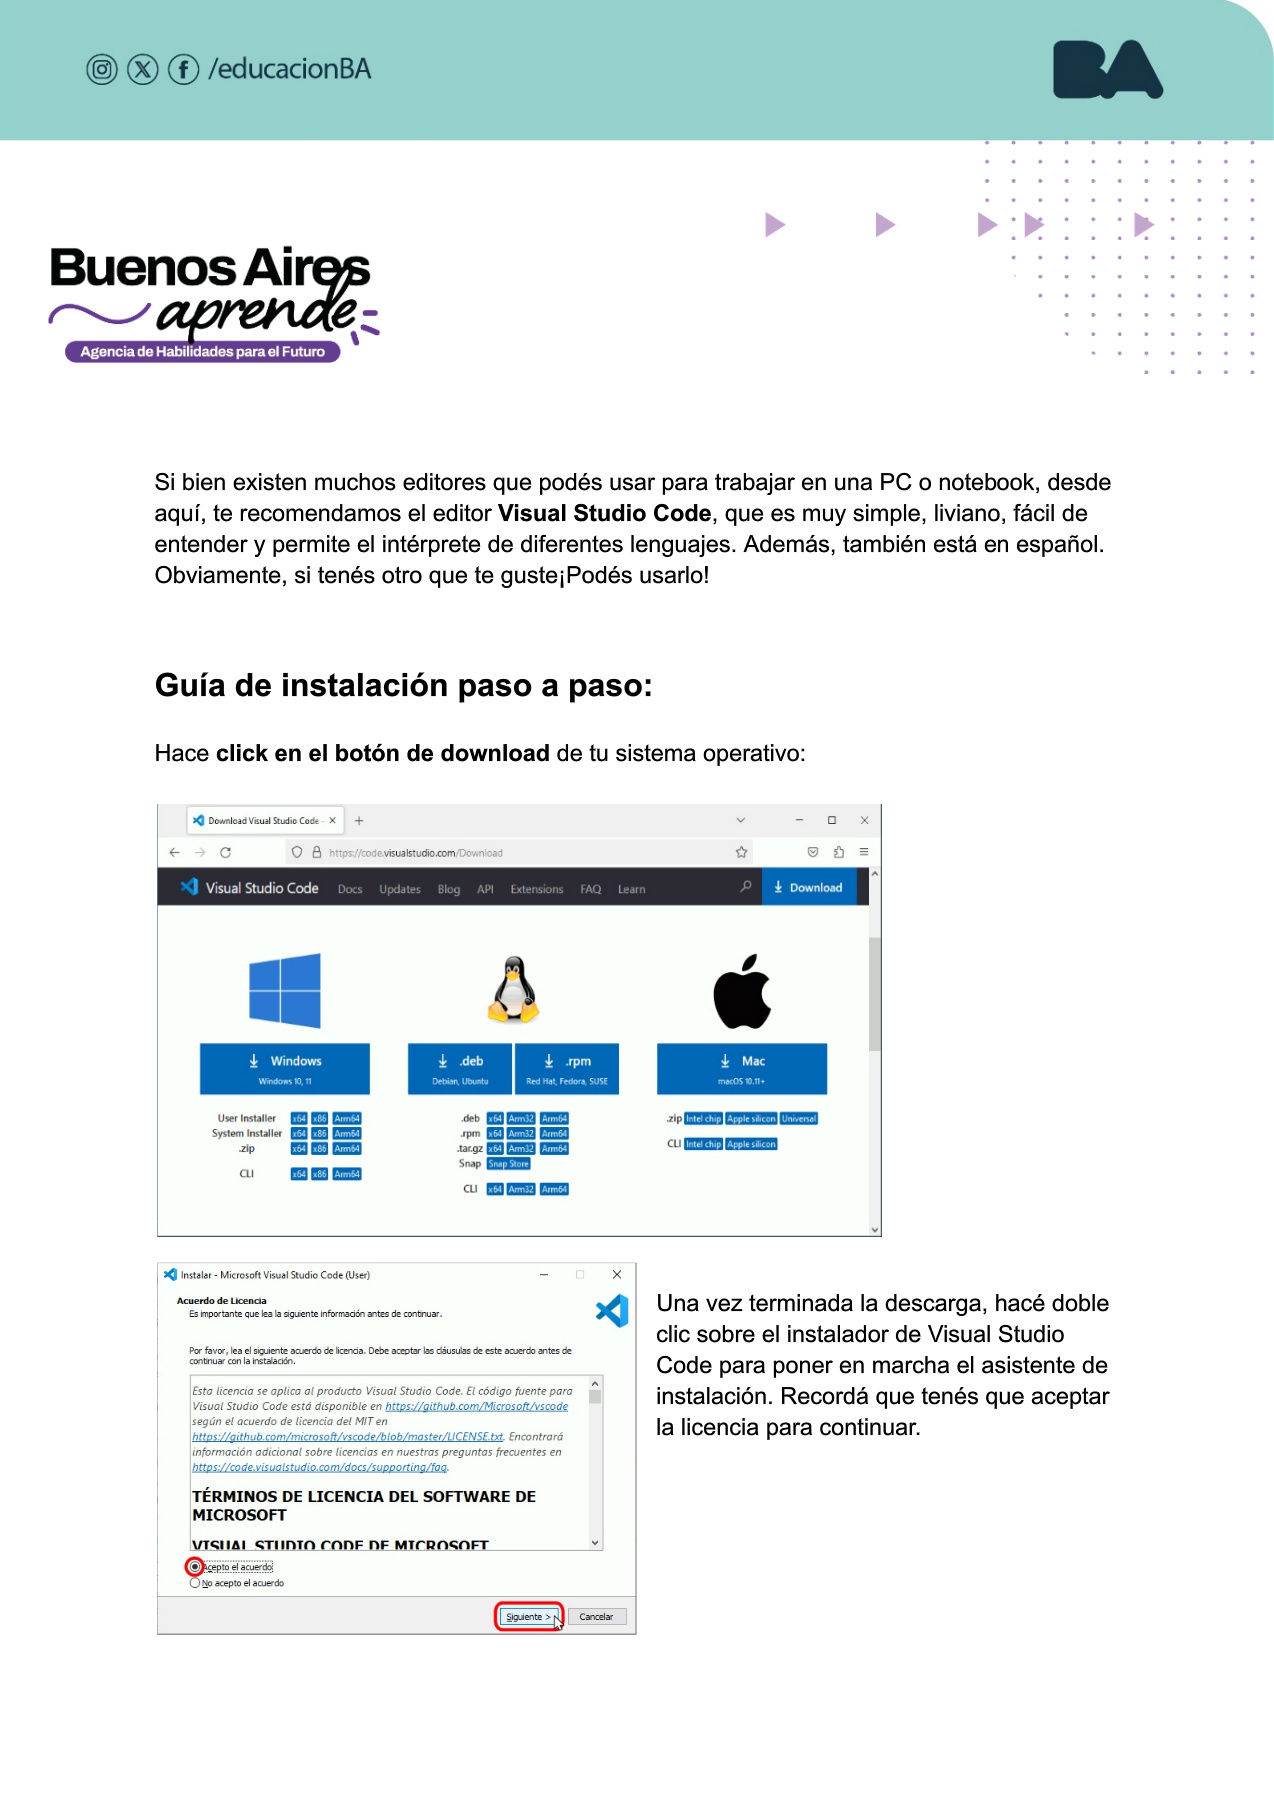 /educacionBA
BA
Buenos Aires
aprende
Agencia de Habilidades para el Futuro
Si bien existen muchos editores que podés usar para trabajar en una PC o notebook, desde
aquí, te recomendamos el editor Visual Studio Code, que es muy simple, liviano, fácil de
entender y permite el intérprete de diferentes lenguajes. Además, también está en español.
Obviamente, si tenés otro que te guste¡Podés usarlo!
Guía de instalación paso a paso:
Hace click en el botón de download de tu sistema operativo:
Download Visual Studio Code -
https://code.visualstudio.com/Download
Visual Studio Code Docs Updates Blog API Extensions FAQ Learn Download
Windows
Windows 10, 11
.deb
Debian, Ubuntu
.rpm
Red Hat, Fedora, SUSE
Mac
macOS 10.11+
User Installer x64 x86 Arm64
System Installer x64 x86 Arm64
.zip x64 x86 Arm64
CLI x64 x86 Arm64
.deb x64 Arm32 Arm64
.rpm x64 Arm32 Arm64
.tar.gz x64 Arm32 Arm64
Snap Snap Store
CLI x64 Arm32 Arm64
.zip Intel chip Apple silicon Universal
CLI Intel chip Apple silicon
Instalar - Microsoft Visual Studio Code (User)
Acuerdo de Licencia
Es importante que lea la siguiente información antes de continuar.
Por favor, lea el siguiente acuerdo de licencia. Debe aceptar las cláusulas de este acuerdo antes de
continuar con la instalación.
Esta licencia se aplica al producto Visual Studio Code. El código fuente para
Visual Studio Code está disponible en https://github.com/Microsoft/vscode
según el acuerdo de licencia del MIT en
https://github.com/microsoft/vscode/blob/master/LICENSE.txt. Encontrará
información adicional sobre licencias en nuestras preguntas frecuentes en
https://code.visualstudio.com/docs/supporting/faq.
TÉRMINOS DE LICENCIA DEL SOFTWARE DE
MICROSOFT
VISUAL STUDIO CODE DE MICROSOFT
Acepto el acuerdo
No acepto el acuerdo
Siguiente > Cancelar
Una vez terminada la descarga, hacé doble
clic sobre el instalador de Visual Studio
Code para poner en marcha el asistente de
instalación. Recordá que tenés que aceptar
la licencia para continuar.